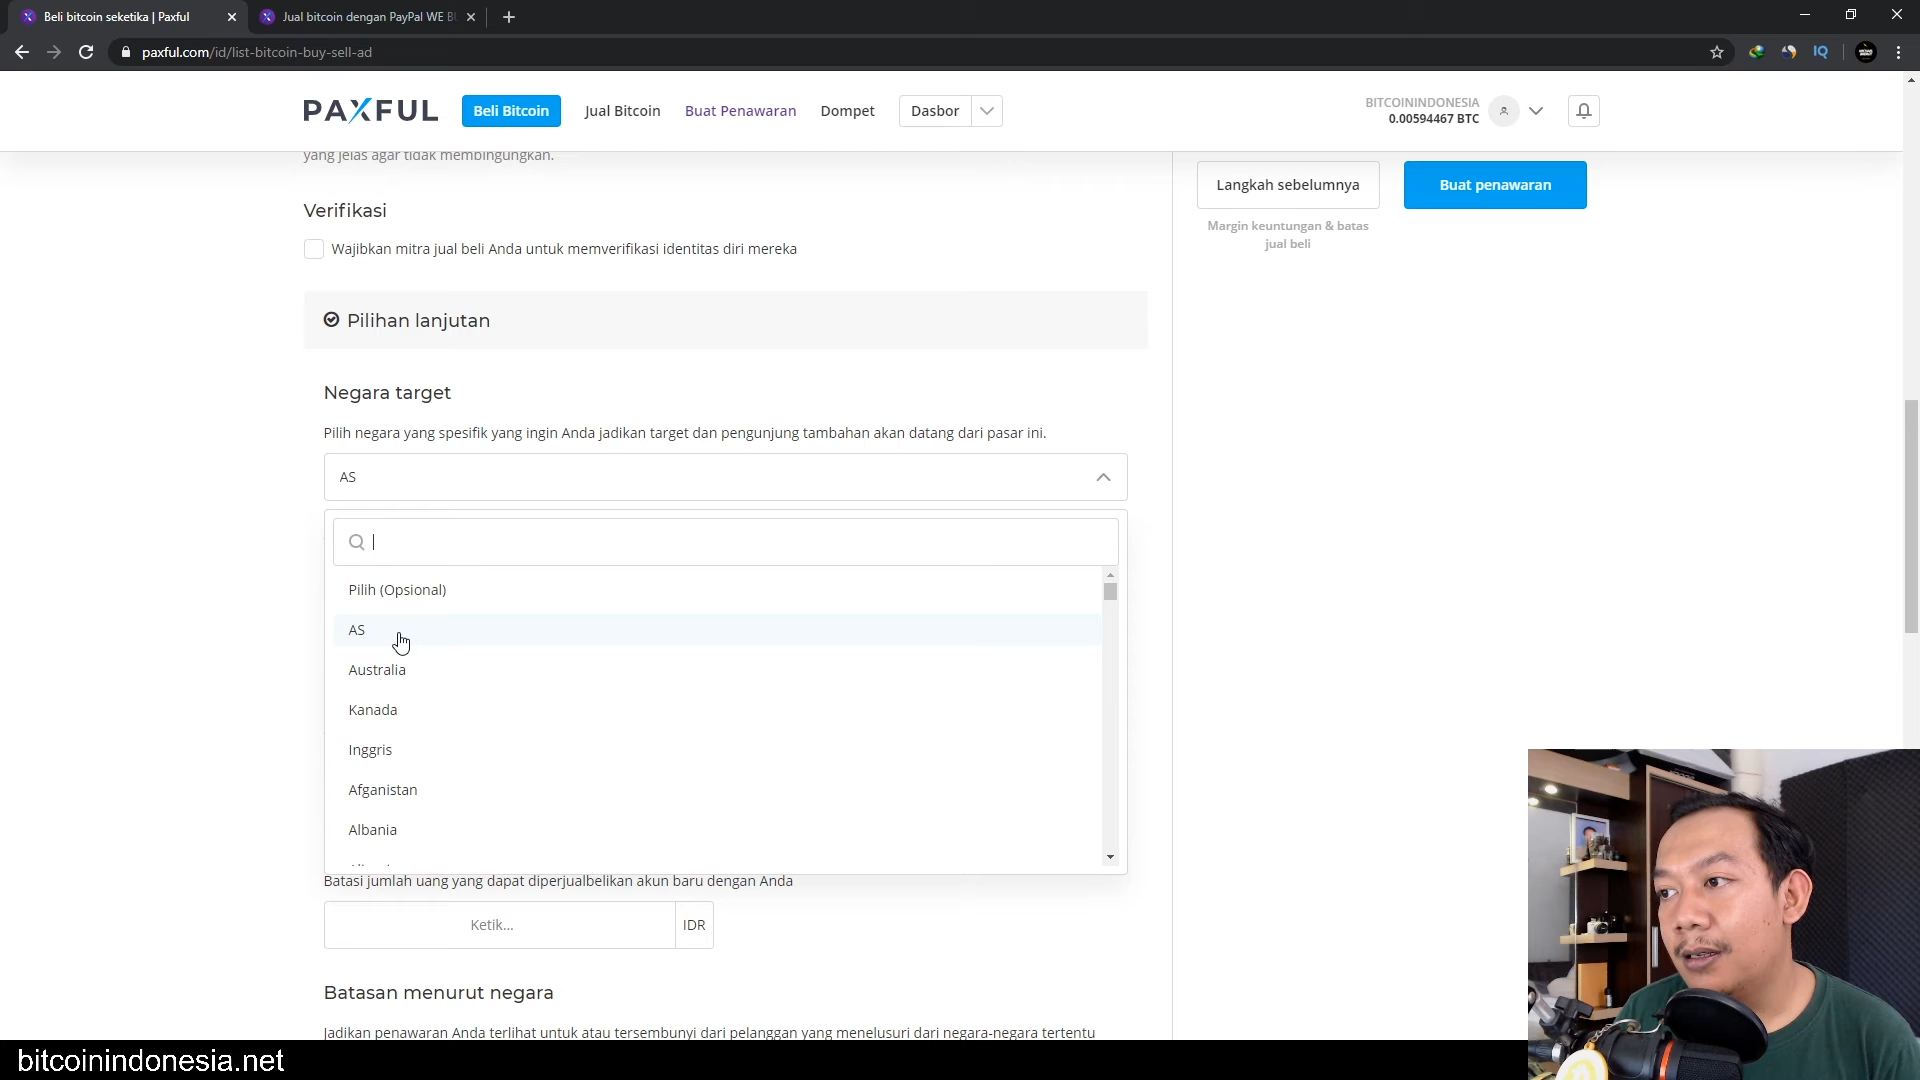 Beli bitcoin seketika | Paxful
Jual bitcoin dengan PayPal WE B
paxful.com/id/list-bitcoin-buy-sell-ad
IQ
PAXFUL
Beli Bitcoin
Jual Bitcoin
Buat Penawaran
Dompet
Dasbor
BITCOININDONESIA
0.00594467 BTC
yang jelas agar tidak membingungkan.
Langkah sebelumnya
Buat penawaran
Margin keuntungan & batas
jual beli
Verifikasi
Wajibkan mitra jual beli Anda untuk memverifikasi identitas diri mereka
Pilihan lanjutan
Negara target
Pilih negara yang spesifik yang ingin Anda jadikan target dan pengunjung tambahan akan datang dari pasar ini.
AS
Pilih (Opsional)
AS
Australia
Kanada
Inggris
Afganistan
Albania
Batasi jumlah uang yang dapat diperjualbelikan akun baru dengan Anda
Ketik...
IDR
Batasan menurut negara
Jadikan penawaran Anda terlihat untuk atau tersembunyi dari pelanggan yang menelusuri dari negara-negara tertentu
bitcoinindonesia.net